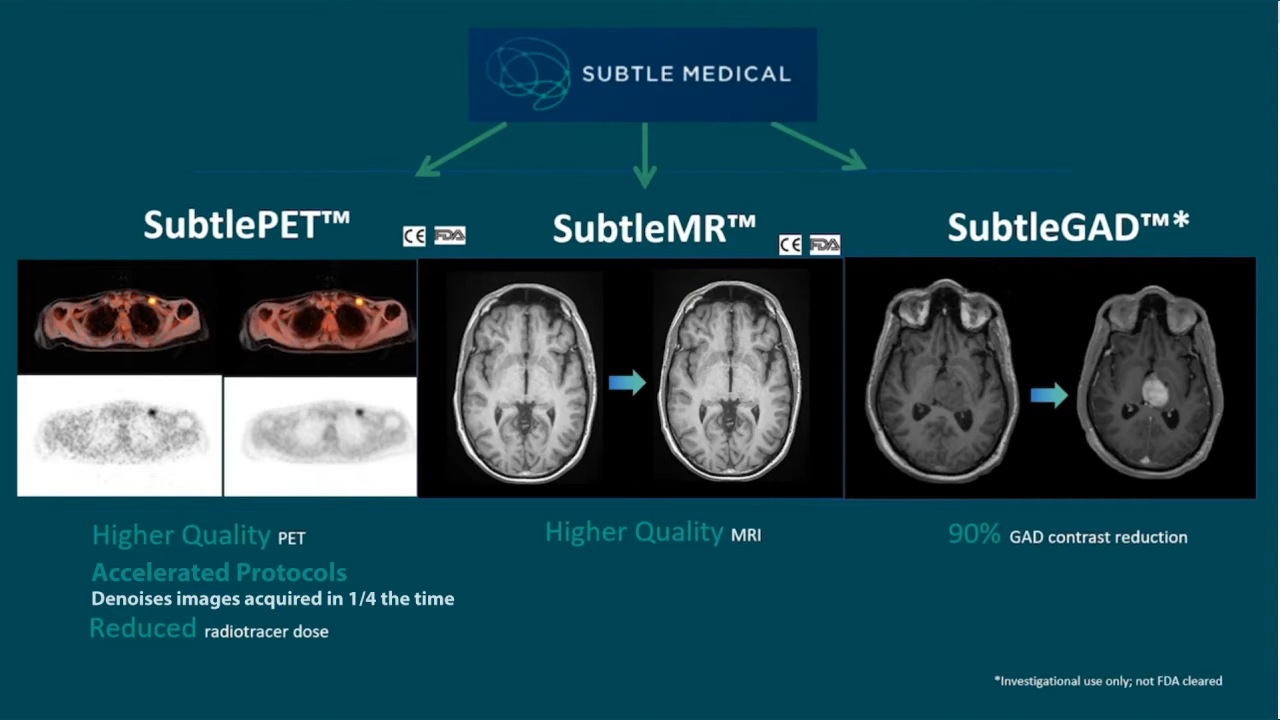 SUBTLE MEDICAL
SubtlePET™
CE FDA
SubtleMR™
CE FDA
SubtleGAD™*
Higher Quality PET
Accelerated Protocols
Denoises images acquired in 1/4 the time
Reduced radiotracer dose
Higher Quality MRI
90% GAD contrast reduction
*Investigational use only; not FDA cleared